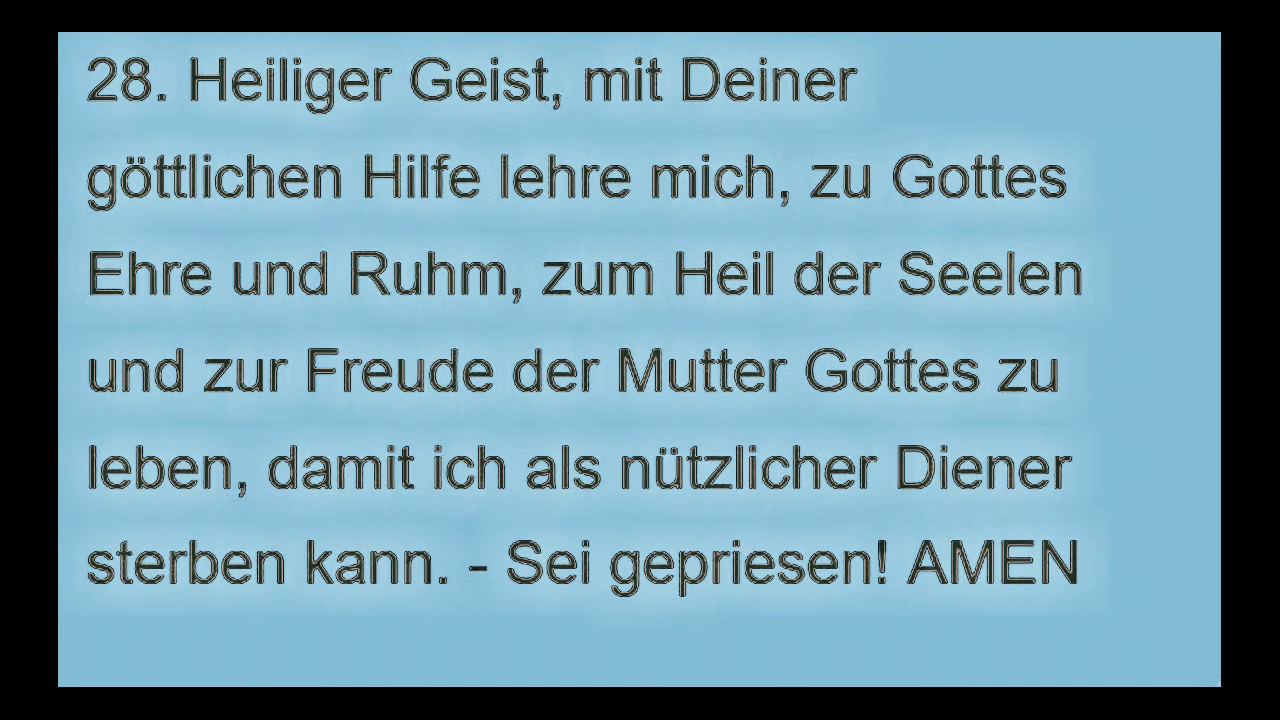 28. Heiliger Geist, mit Deiner
göttlichen Hilfe lehre mich, zu Gottes
Ehre und Ruhm, zum Heil der Seelen
und zur Freude der Mutter Gottes zu
leben, damit ich als nützlicher Diener
sterben kann. - Sei gepriesen! AMEN